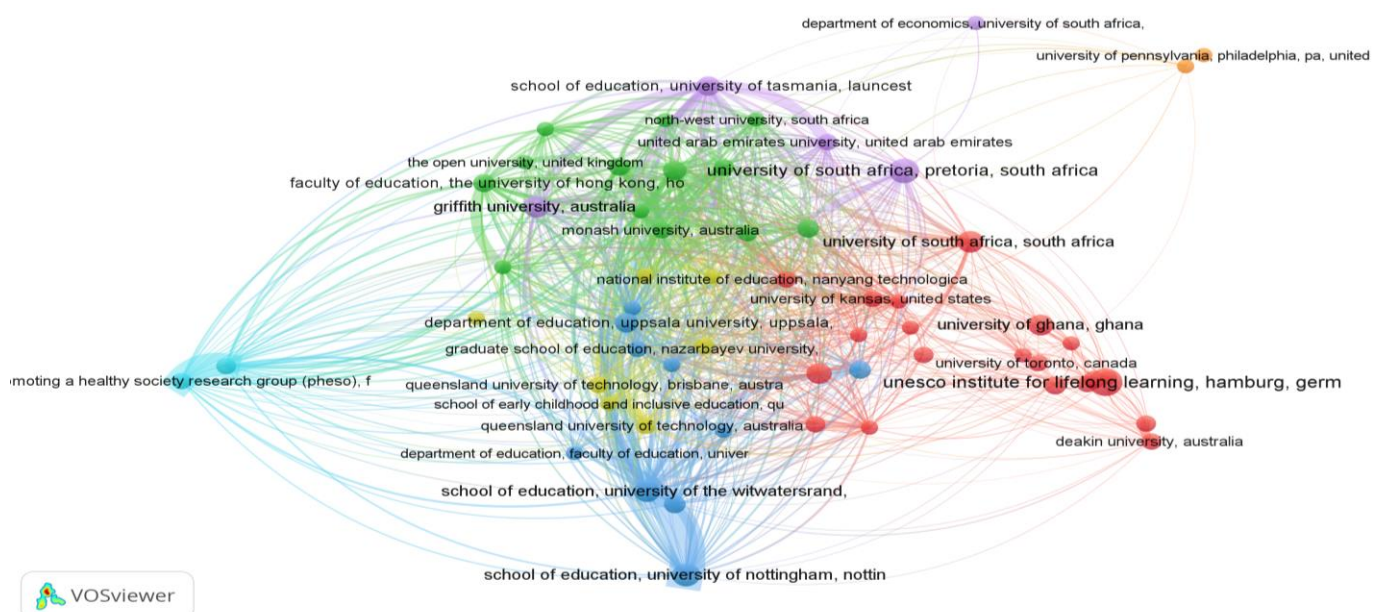 department of economics, university of south africa,
university of pennsylvania, philadelphia, pa, united
school of education, university of tasmania, launcest
north-west university, south africa
united arab emirates university, united arab emirates
the open university, united kingdom
university of south africa, pretoria, south africa
faculty of education, the university of hong kong, ho
griffith university, australia
monash university, australia
university of south africa, south africa
national institute of education, nanyang technologica
university of kansas, united states
department of education, uppsala university, uppsala,
university of ghana, ghana
graduate school of education, nazarbayev university,
university of toronto, canada
moting a healthy society research group (pheso), f
queensland university of technology, brisbane, austra
unesco institute for lifelong learning, hamburg, germ
school of early childhood and inclusive education, qu
queensland university of technology, australia
deakin university, australia
department of education, faculty of education, univer
school of education, university of the witwatersrand,
school of education, university of nottingham, nottin
VOSviewer